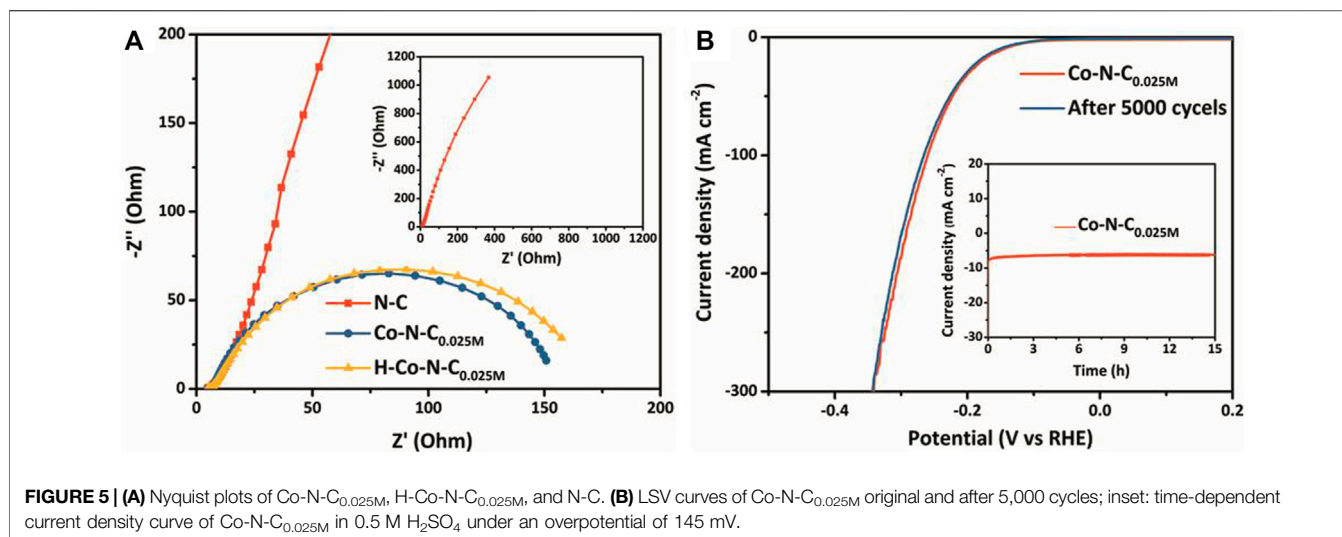 A
-Z'' (Ohm)
200
150
100
50
0
0
50
100
150
200
Z' (Ohm)
N-C
Co-N-C0.025M
H-Co-N-C0.025M
-Z'' (Ohm)
1200
1000
800
600
400
200
0
0 200 400 600 800 1000 1200
Z' (Ohm)
B
Current density (mA cm-2)
0
-100
-200
-300
-0.4
-0.2
0.0
0.2
Potential (V vs RHE)
Co-N-C0.025M
After 5000 cycels
Current density (mA cm-2)
20
10
0
-10
-20
-30
0 3 6 9 12 15
Time (h)
Co-N-C0.025M
FIGURE 5 | (A) Nyquist plots of Co-N-C0.025M, H-Co-N-C0.025M, and N-C. (B) LSV curves of Co-N-C0.025M original and after 5,000 cycles; inset: time-dependent
current density curve of Co-N-C0.025M in 0.5 M H2SO4 under an overpotential of 145 mV.